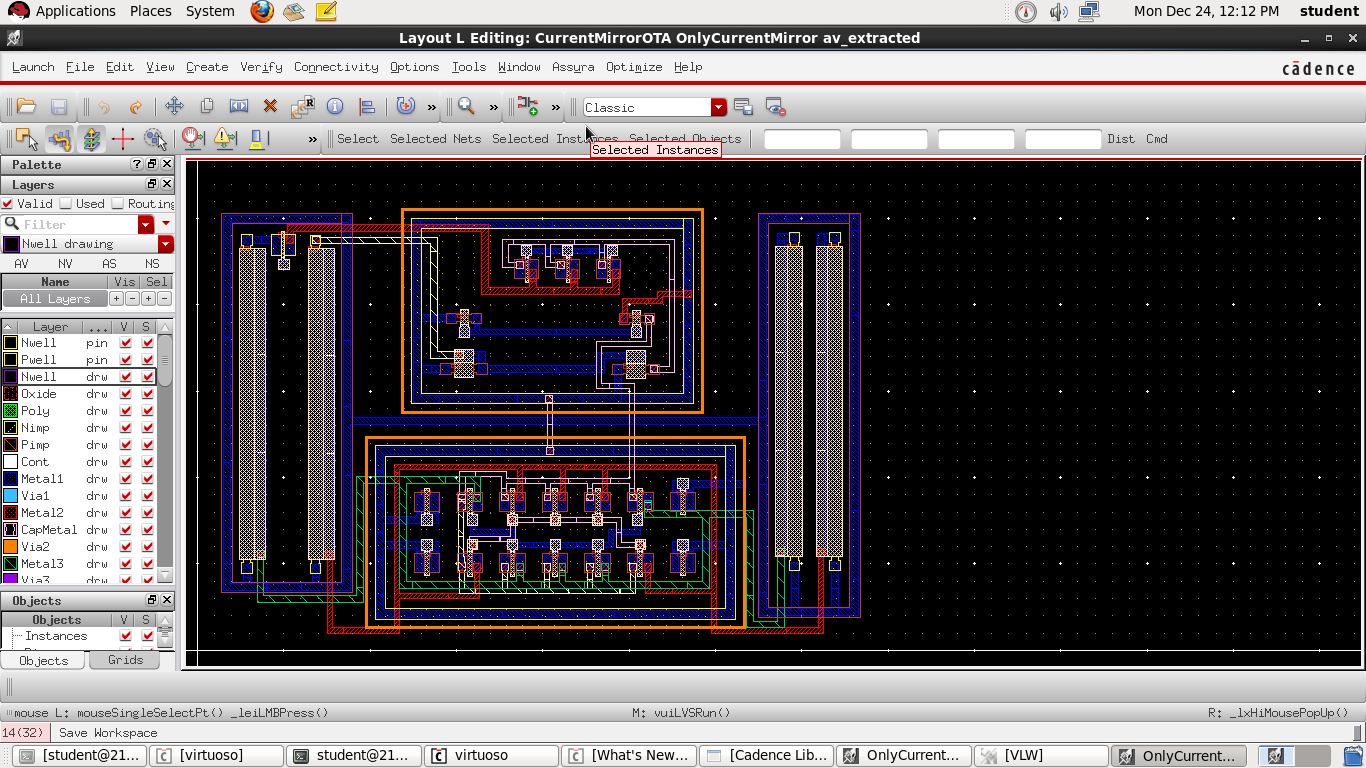 Applications Places System Mon Dec 24, 12:12 PM student
Layout L Editing: CurrentMirrorOTA OnlyCurrentMirror av_extracted
Launch File Edit View Create Verify Connectivity Options Tools Window Assura Optimize Help cādence
» » » Classic
» Select Selected Nets Selected Instances Selected Objects Dist Cmd
Selected Instances
Palette
Layers
Valid Used Routing
Filter
Nwell drawing
AV NV AS NS
Name Vis Sel
All Layers + - + -
Layer ... V S
Nwell pin
Pwell pin
Nwell drw
Oxide drw
Poly drw
Nimp drw
Pimp drw
Cont drw
Metal1 drw
Via1 drw
Metal2 drw
CapMetal drw
Via2 drw
Metal3 drw
Via3 drw
Objects
Objects V S
Instances
Objects Grids
mouse L: mouseSingleSelectPt() _leiLMBPress() M: vuiLVSRun() R: _lxHiMousePopUp()
14(32) Save Workspace
[student@21... [virtuoso] student@21... virtuoso [What's New... [Cadence Lib... OnlyCurrent... [VLW] OnlyCurrent...